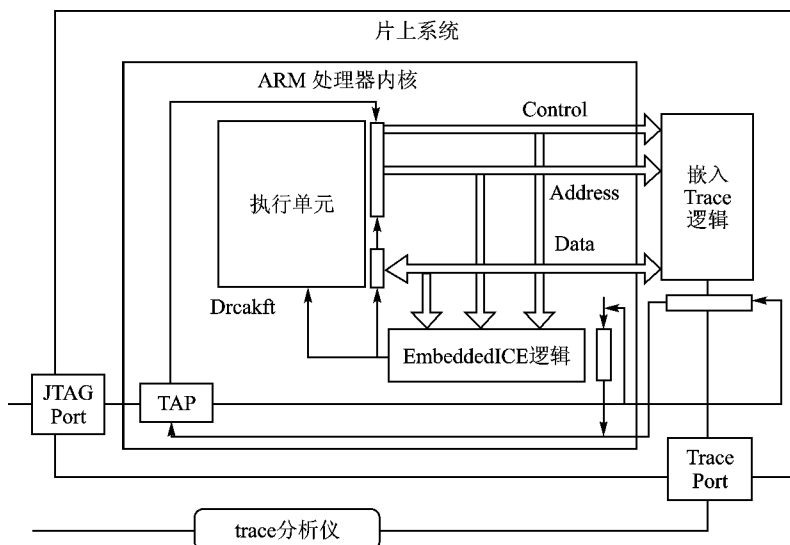 片上系统
ARM 处理器内核
Control
执行单元
嵌入
Trace
逻辑
Address
Data
Drcakft
EmbeddedICE逻辑
JTAG
Port
TAP
Trace
Port
trace分析仪